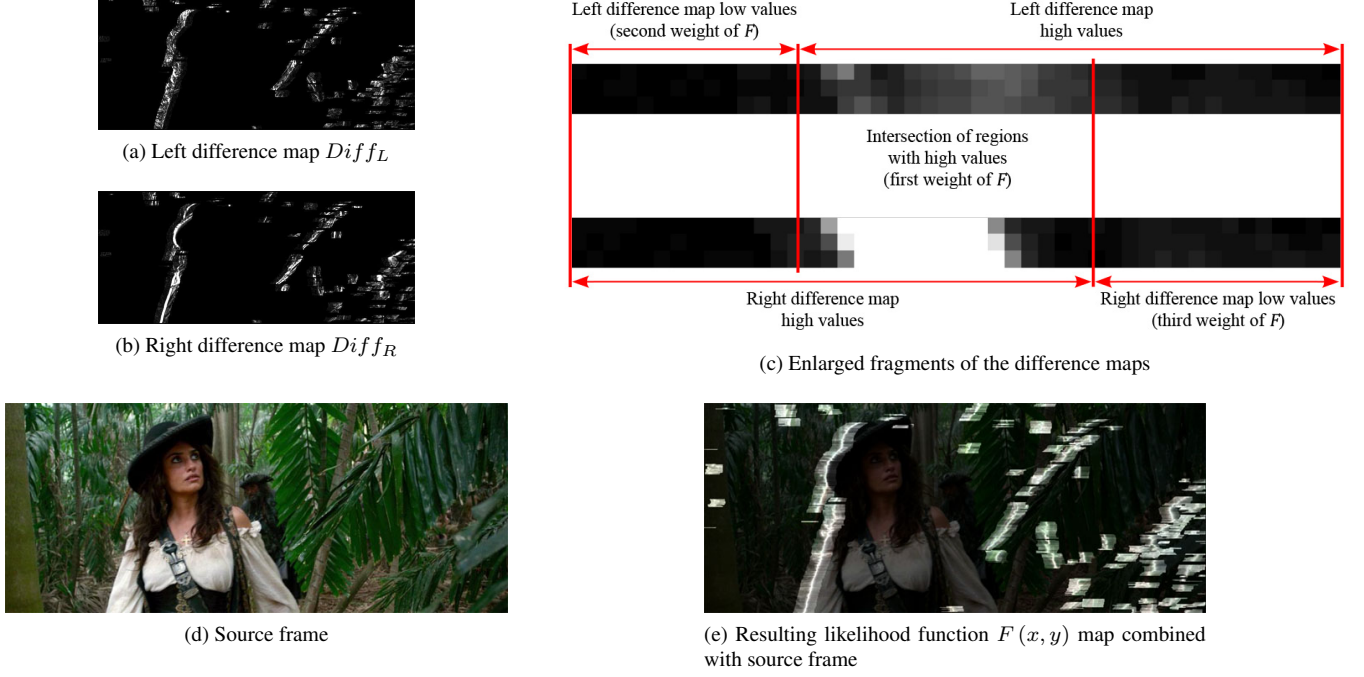 (a) Left difference map Diff_L
(b) Right difference map Diff_R
Left difference map low values
(second weight of F)
Left difference map
high values
Intersection of regions
with high values
(first weight of F)
Right difference map
high values
Right difference map low values
(third weight of F)
(c) Enlarged fragments of the difference maps
(d) Source frame
(e) Resulting likelihood function F (x, y) map combined
with source frame